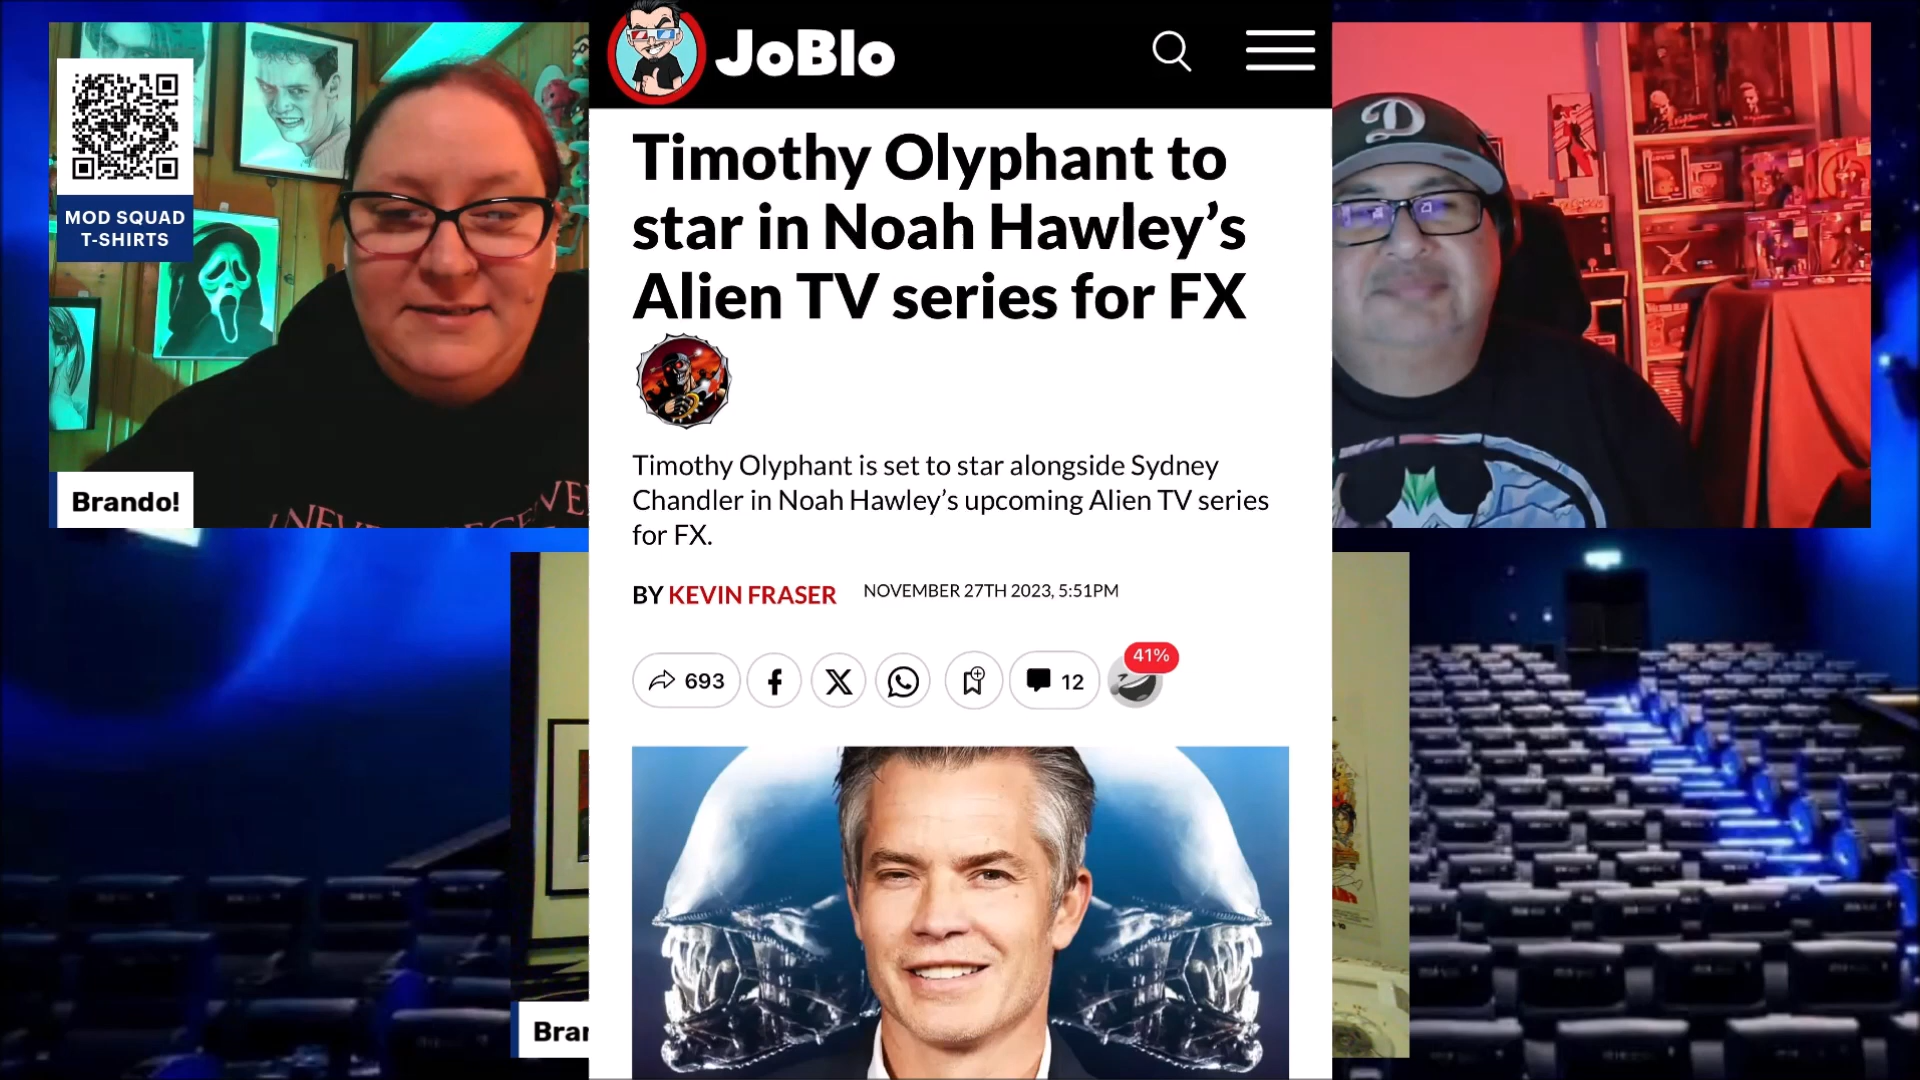 JoBlo
MOD SQUAD
T-SHIRTS
Brando!
Timothy Olyphant to
star in Noah Hawley’s
Alien TV series for FX
Timothy Olyphant is set to star alongside Sydney
Chandler in Noah Hawley’s upcoming Alien TV series
for FX.
BY KEVIN FRASER NOVEMBER 27TH 2023, 5:51PM
693
12
41%
D
Bran